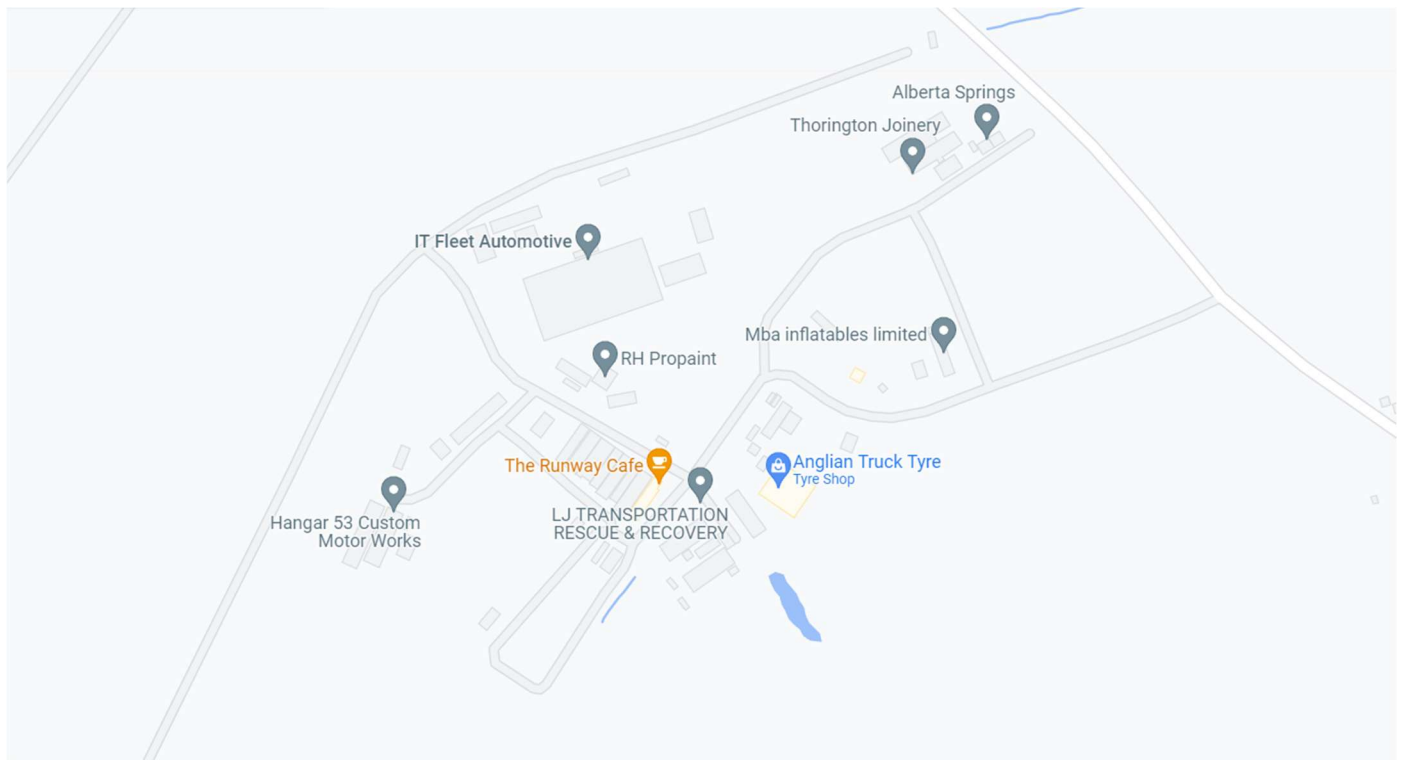 Alberta Springs
Thorington Joinery
IT Fleet Automotive
Mba inflatables limited
RH Propaint
The Runway Cafe
Anglian Truck Tyre
Tyre Shop
LJ TRANSPORTATION
RESCUE & RECOVERY
Hangar 53 Custom
Motor Works